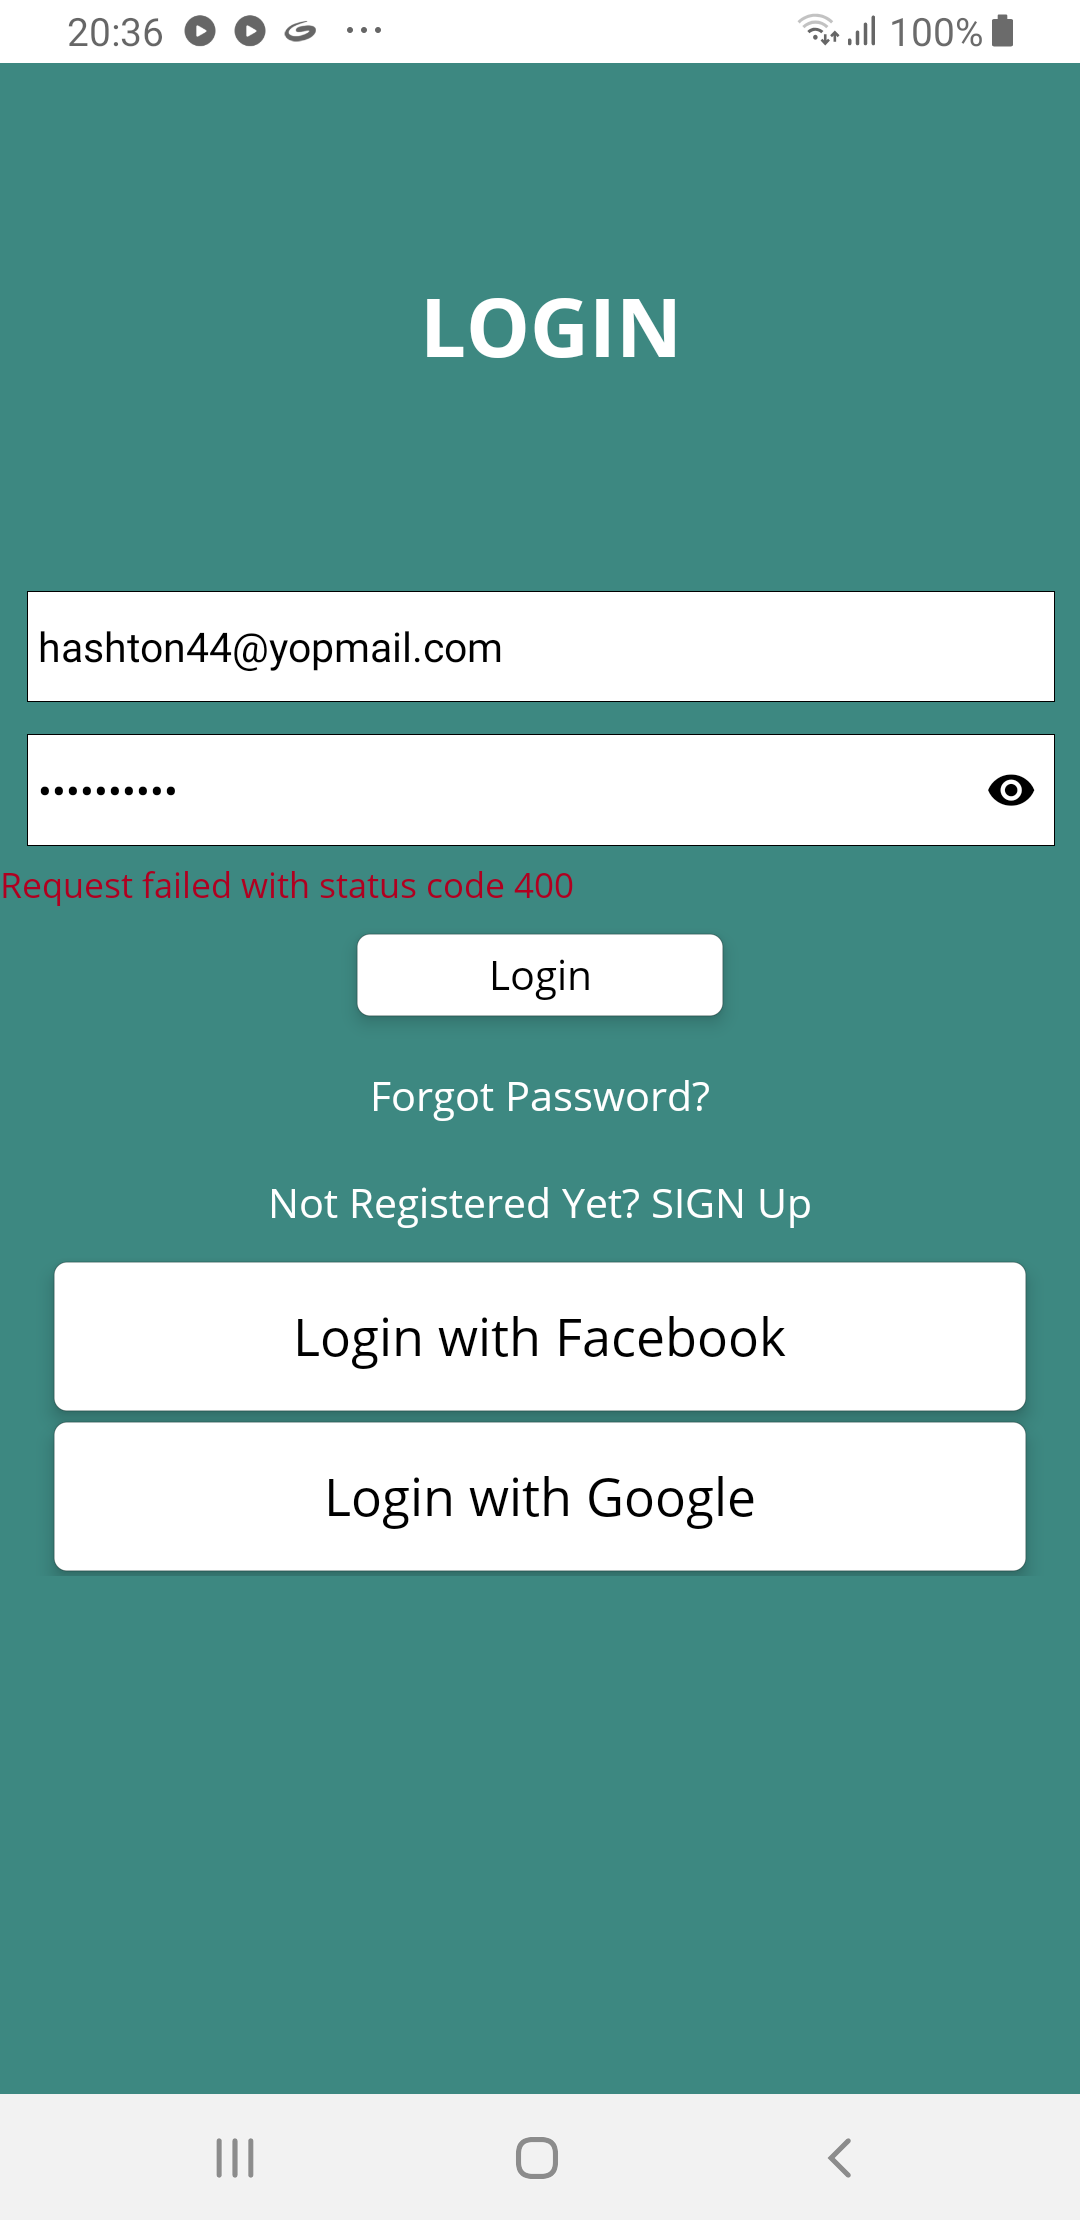 20:36 100%
LOGIN
hashton44@yopmail.com
••••••••••
Request failed with status code 400
Login
Forgot Password?
Not Registered Yet? SIGN Up
Login with Facebook
Login with Google